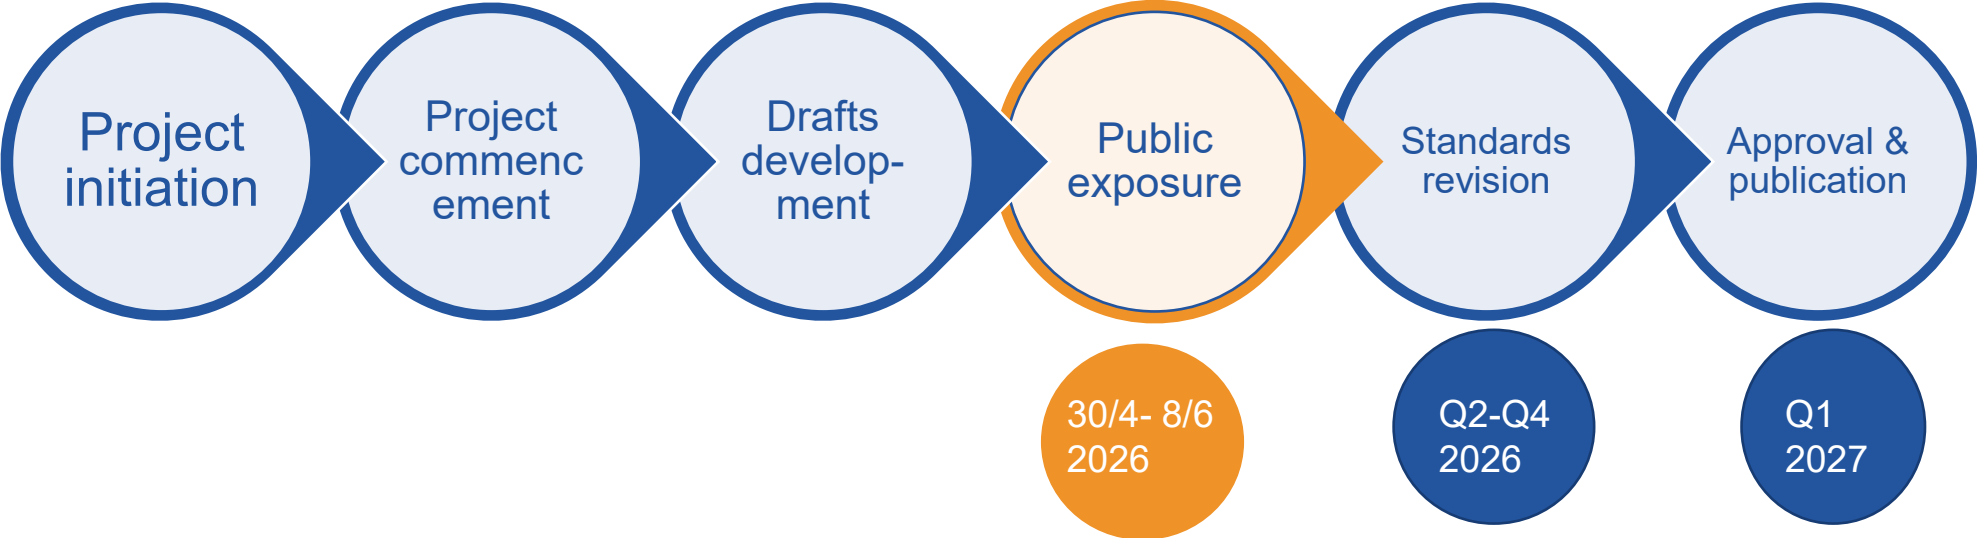 Project
initiation
Project
commenc
ement
Drafts
develop-
ment
Public
exposure
Standards
revision
Approval &
publication
30/4- 8/6
2026
Q2-Q4
2026
Q1
2027